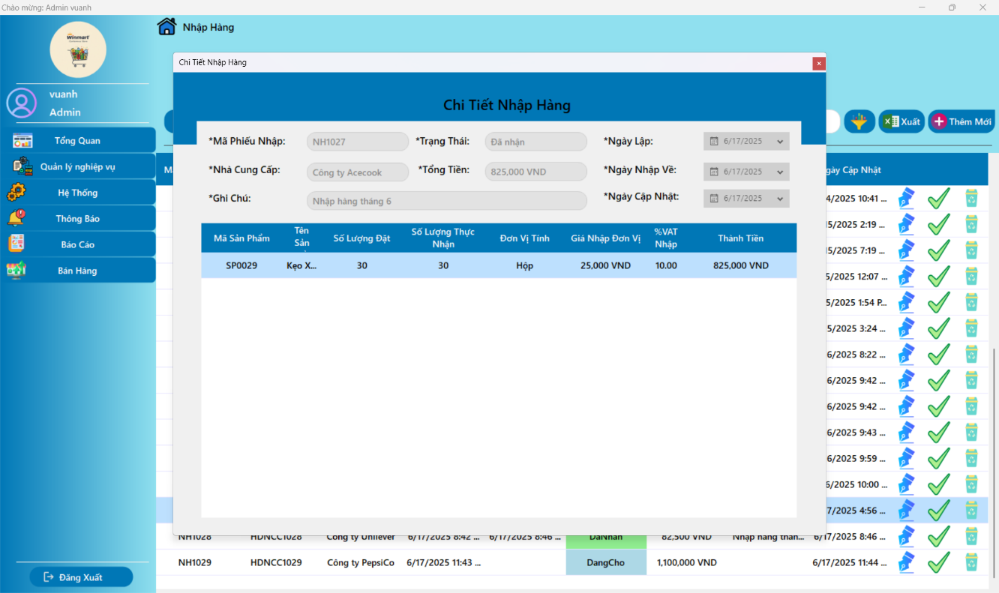 Chào mừng: Admin vuanh
Winmart
vuanh
Admin
Tổng Quan
Quản lý nghiệp vụ
Hệ Thống
Thông Báo
Báo Cáo
Bán Hàng
Đăng Xuất
Nhập Hàng
Xuất
Thêm Mới
Chi Tiết Nhập Hàng
Chi Tiết Nhập Hàng
*Mã Phiếu Nhập: NH1027 *Trạng Thái: Đã nhận *Ngày Lập: 6/17/2025
*Nhà Cung Cấp: Công ty Acecook *Tổng Tiền: 825,000 VND *Ngày Nhập Về: 6/17/2025
*Ghi Chú: Nhập hàng tháng 6 *Ngày Cập Nhật: 6/17/2025
Mã Sản Phẩm Tên Sản Số Lượng Đặt Số Lượng Thực Nhận Đơn Vị Tính Giá Nhập Đơn Vị %VAT Nhập Thành Tiền
SP0029 Kẹo X... 30 30 Hộp 25,000 VND 10.00 825,000 VND
Cập Nhật
4/2025 10:41 ...
15/2025 2:19 ...
15/2025 7:19 ...
5/2025 12:07 ...
5/2025 1:54 P...
5/2025 3:24 ...
6/2025 8:22 ...
6/2025 9:42 ...
6/2025 9:42 ...
6/2025 9:43 ...
6/2025 9:59 ...
6/2025 10:00 ...
7/2025 4:56 ...
NH1028 HDNCC1028 Công ty Unilever 6/17/2025 8:42 ... 6/17/2025 8:46 ... DaNhan 82,500 VND Nhập hàng thán... 6/17/2025 8:46 ...
NH1029 HDNCC1029 Công ty PepsiCo 6/17/2025 11:43 ... DangCho 1,100,000 VND 6/17/2025 11:44 ...